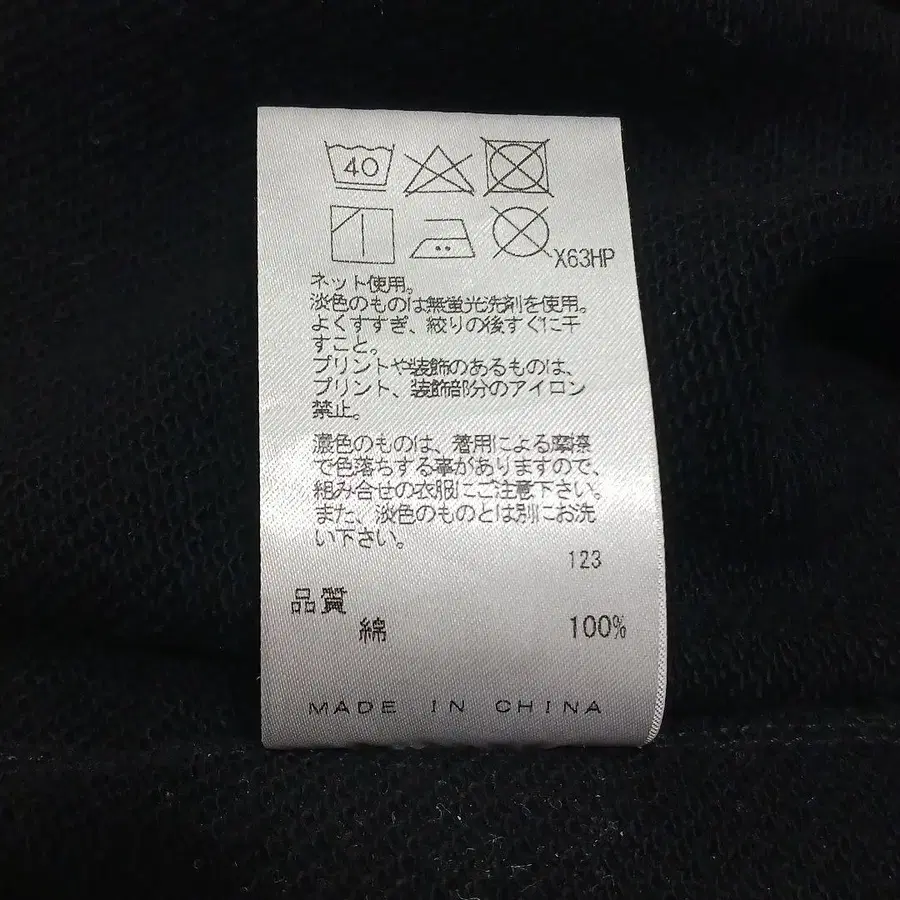 40
X63HP
ネット使用。
淡色のものは無蛍光洗剤を使用。
よくすすぎ、絞りの後すぐに干
すこと。
プリントや装飾のあるものは、
プリント、装飾部分のアイロン
禁止。
濃色のものは、着用による摩擦
で色落ちする事がありますので、
組み合せの衣服にご注意下さい。
また、淡色のものとは別にお洗
い下さい。
123
品質
綿 100%
MADE IN CHINA